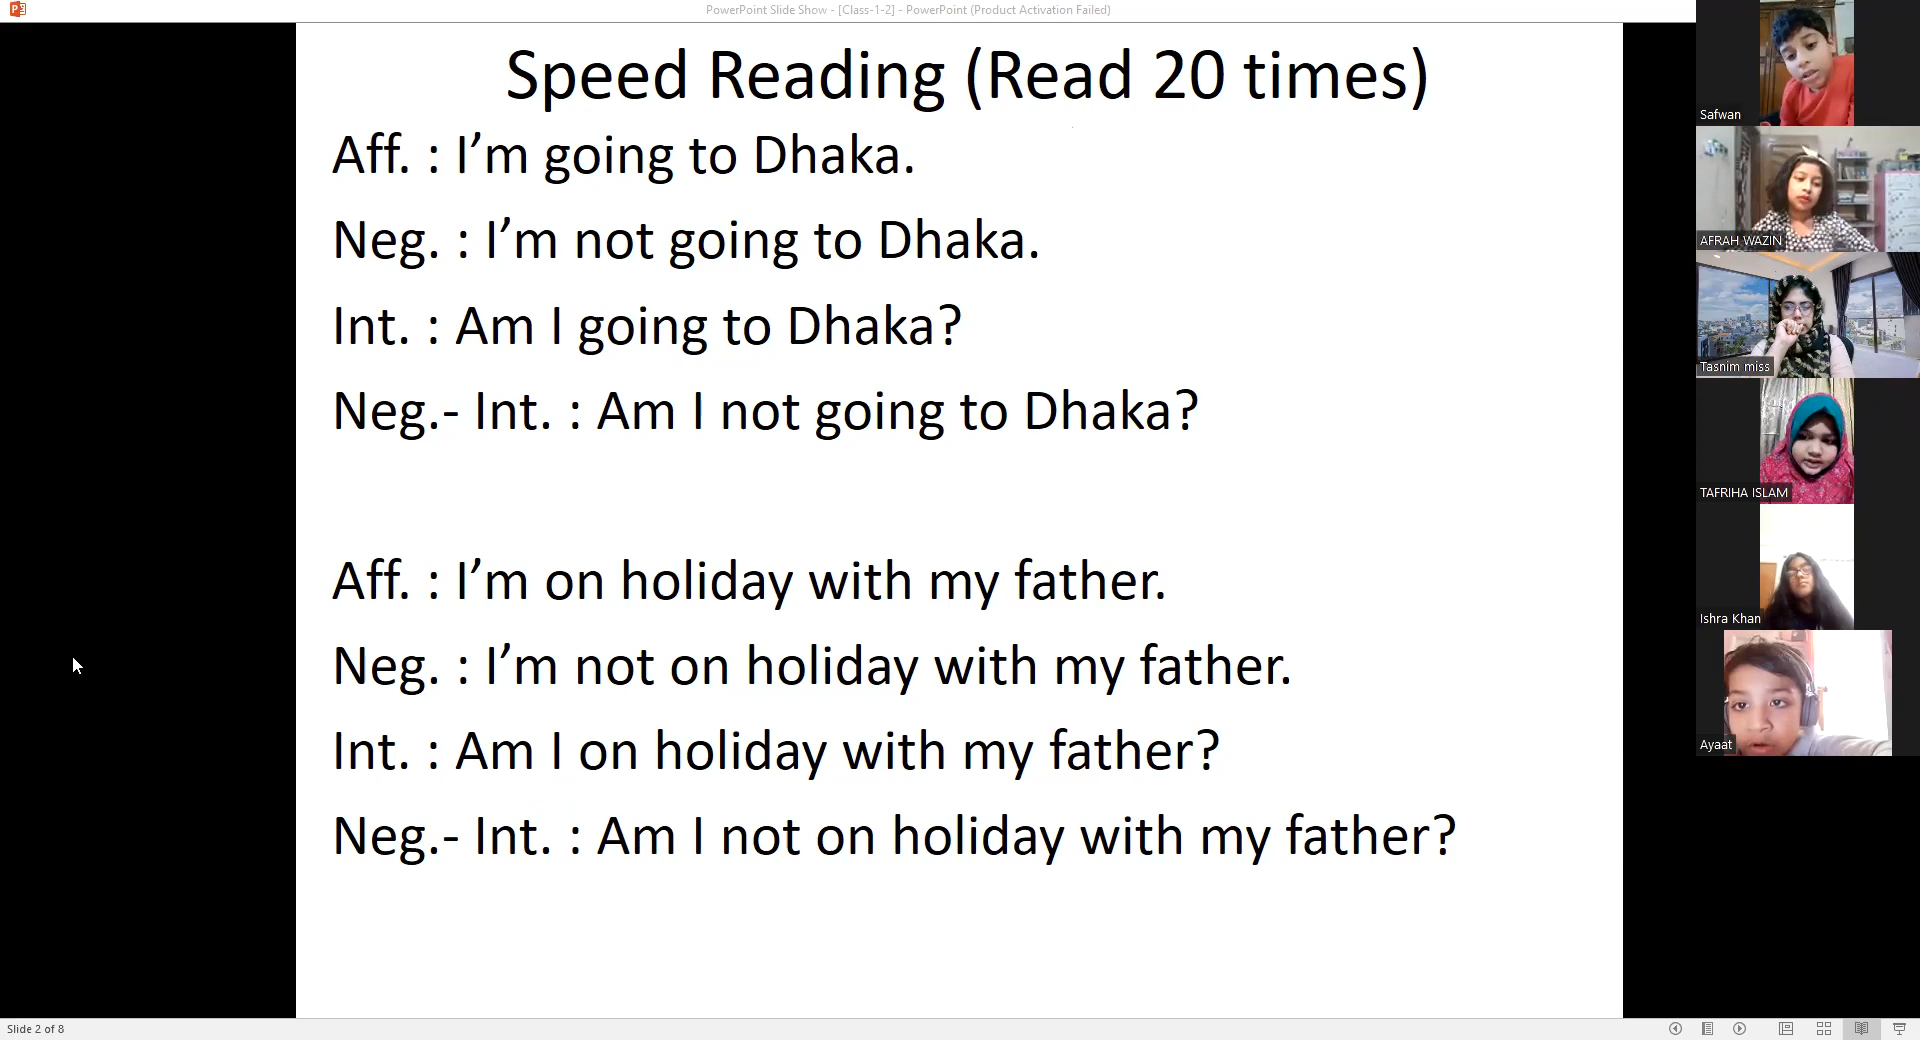 PowerPoint Slide Show - [Class-1-2] - PowerPoint (Product Activation Failed)
Speed Reading (Read 20 times)
Aff. : I’m going to Dhaka.
Neg. : I’m not going to Dhaka.
Int. : Am I going to Dhaka?
Neg.- Int. : Am I not going to Dhaka?
Aff. : I’m on holiday with my father.
Neg. : I’m not on holiday with my father.
Int. : Am I on holiday with my father?
Neg.- Int. : Am I not on holiday with my father?
Safwan
AFRAH WAZIN
Tasnim miss
TAFRIHA ISLAM
Ishra Khan
Ayaat
Slide 2 of 8